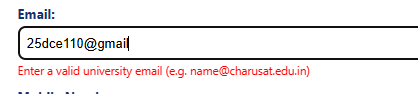 Email:
25dce110@gmail
Enter a valid university email (e.g. name@charusat.edu.in)